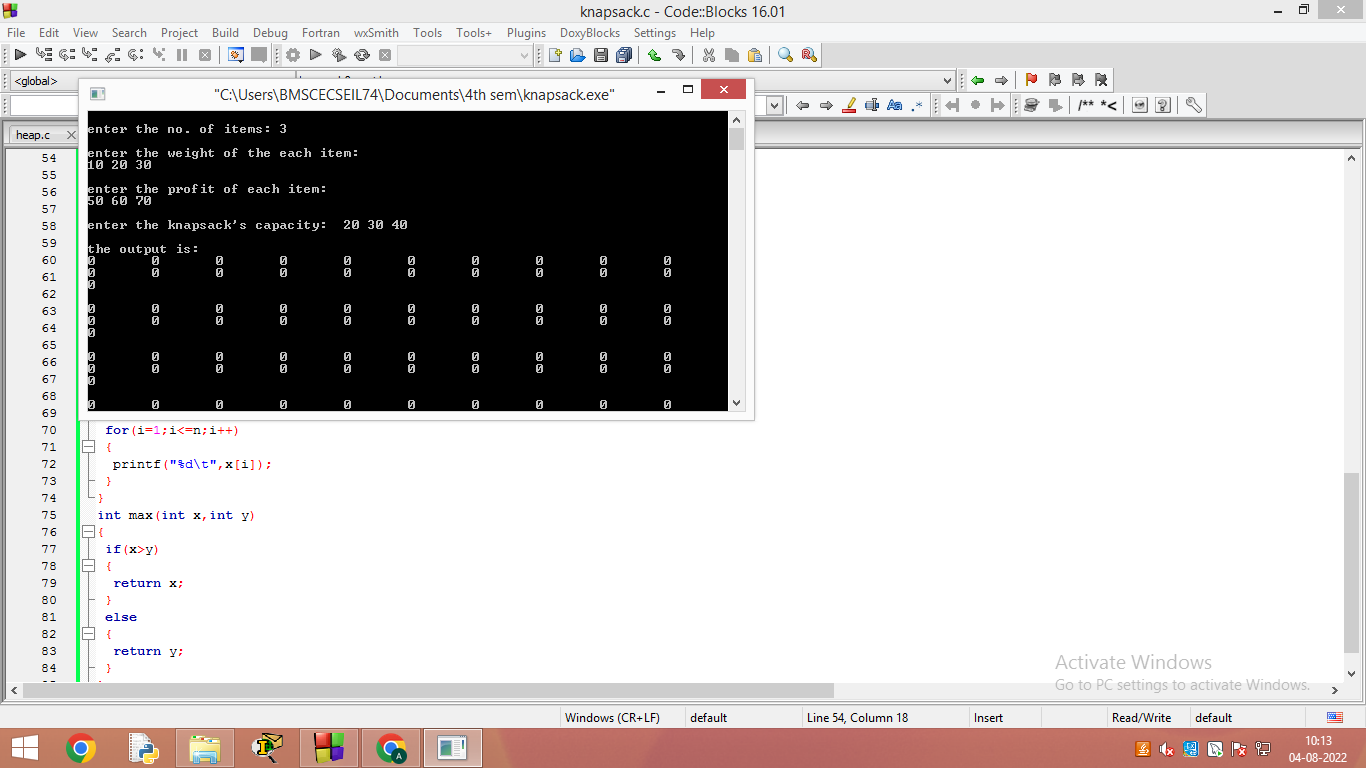 knapsack.c - Code::Blocks 16.01
File Edit View Search Project Build Debug Fortran wxSmith Tools Tools+ Plugins DoxyBlocks Settings Help
<global>
"C:\Users\BMSCECSEIL74\Documents\4th sem\knapsack.exe"
/** *<
heap.c
enter the no. of items: 3
enter the weight of the each item:
10 20 30
enter the profit of each item:
50 60 70
enter the knapsack's capacity:  20 30 40
the output is:
0 0 0 0 0 0 0 0 0 0
0 0 0 0 0 0 0 0 0 0
0
0 0 0 0 0 0 0 0 0 0
0 0 0 0 0 0 0 0 0 0
0
0 0 0 0 0 0 0 0 0 0
0 0 0 0 0 0 0 0 0 0
0
0 0 0 0 0 0 0 0 0 0
54
55
56
57
58
59
60
61
62
63
64
65
66
67
68
69
70 for(i=1;i<=n;i++)
71 {
72 printf("%d\t",x[i]);
73 }
74 }
75 int max(int x,int y)
76 {
77 if(x>y)
78 {
79 return x;
80 }
81 else
82 {
83 return y;
84 }
Activate Windows
Go to PC settings to activate Windows.
Windows (CR+LF) default Line 54, Column 18 Insert Read/Write default
10:13
04-08-2022